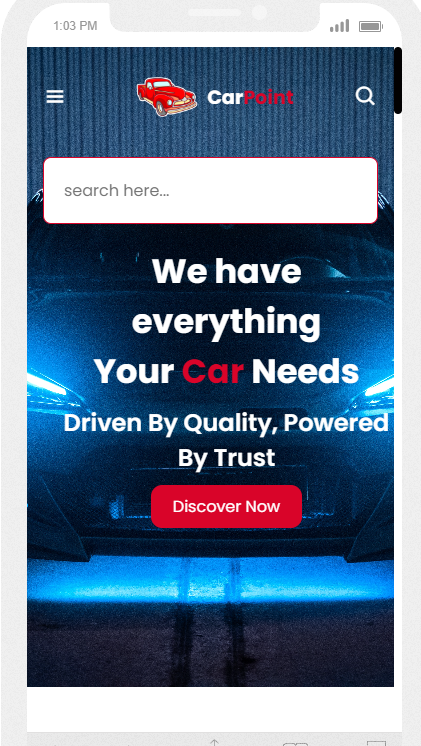 1:03 PM
CarPoint
search here...
We have
everything
Your Car Needs
Driven By Quality, Powered
By Trust
Discover Now